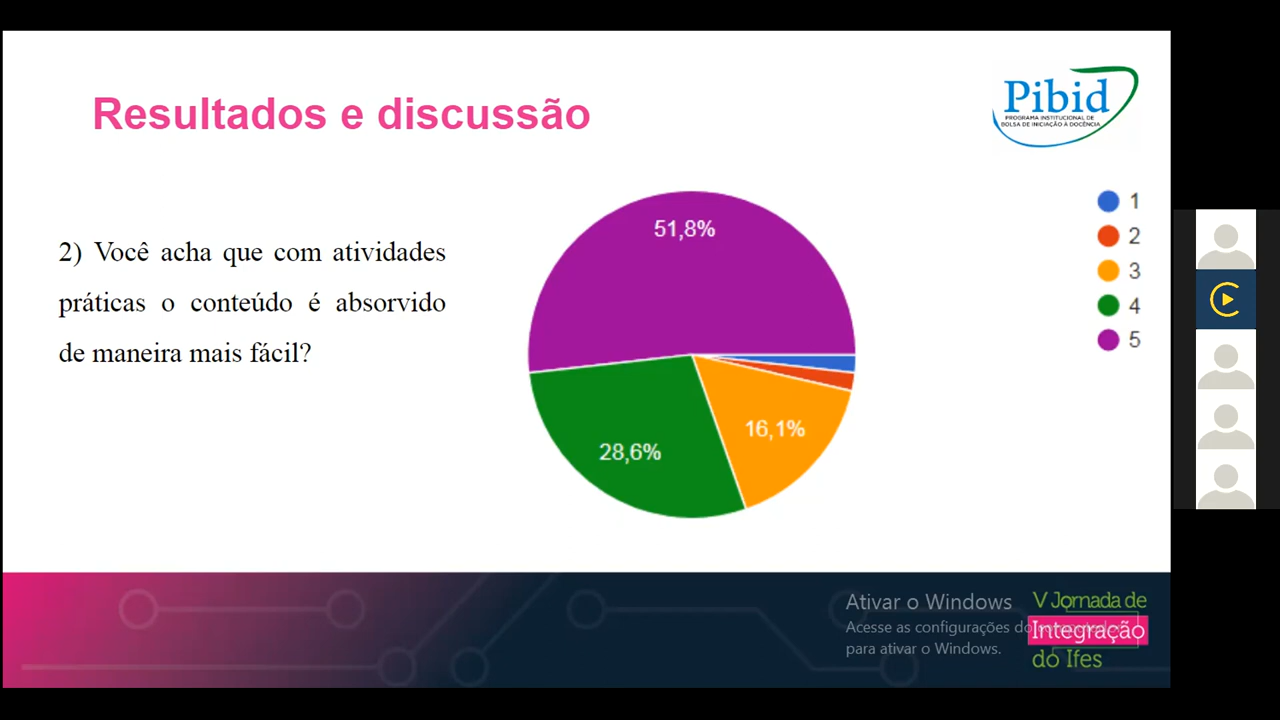 Resultados e discussão
Pibid
PROGRAMA INSTITUCIONAL DE
BOLSA DE INICIAÇÃO À DOCÊNCIA
2) Você acha que com atividades
práticas o conteúdo é absorvido
de maneira mais fácil?
51,8%
28,6%
16,1%
1
2
3
4
5
Ativar o Windows
Acesse as configurações do
para ativar o Windows.
V Jornada de
Integração
do Ifes